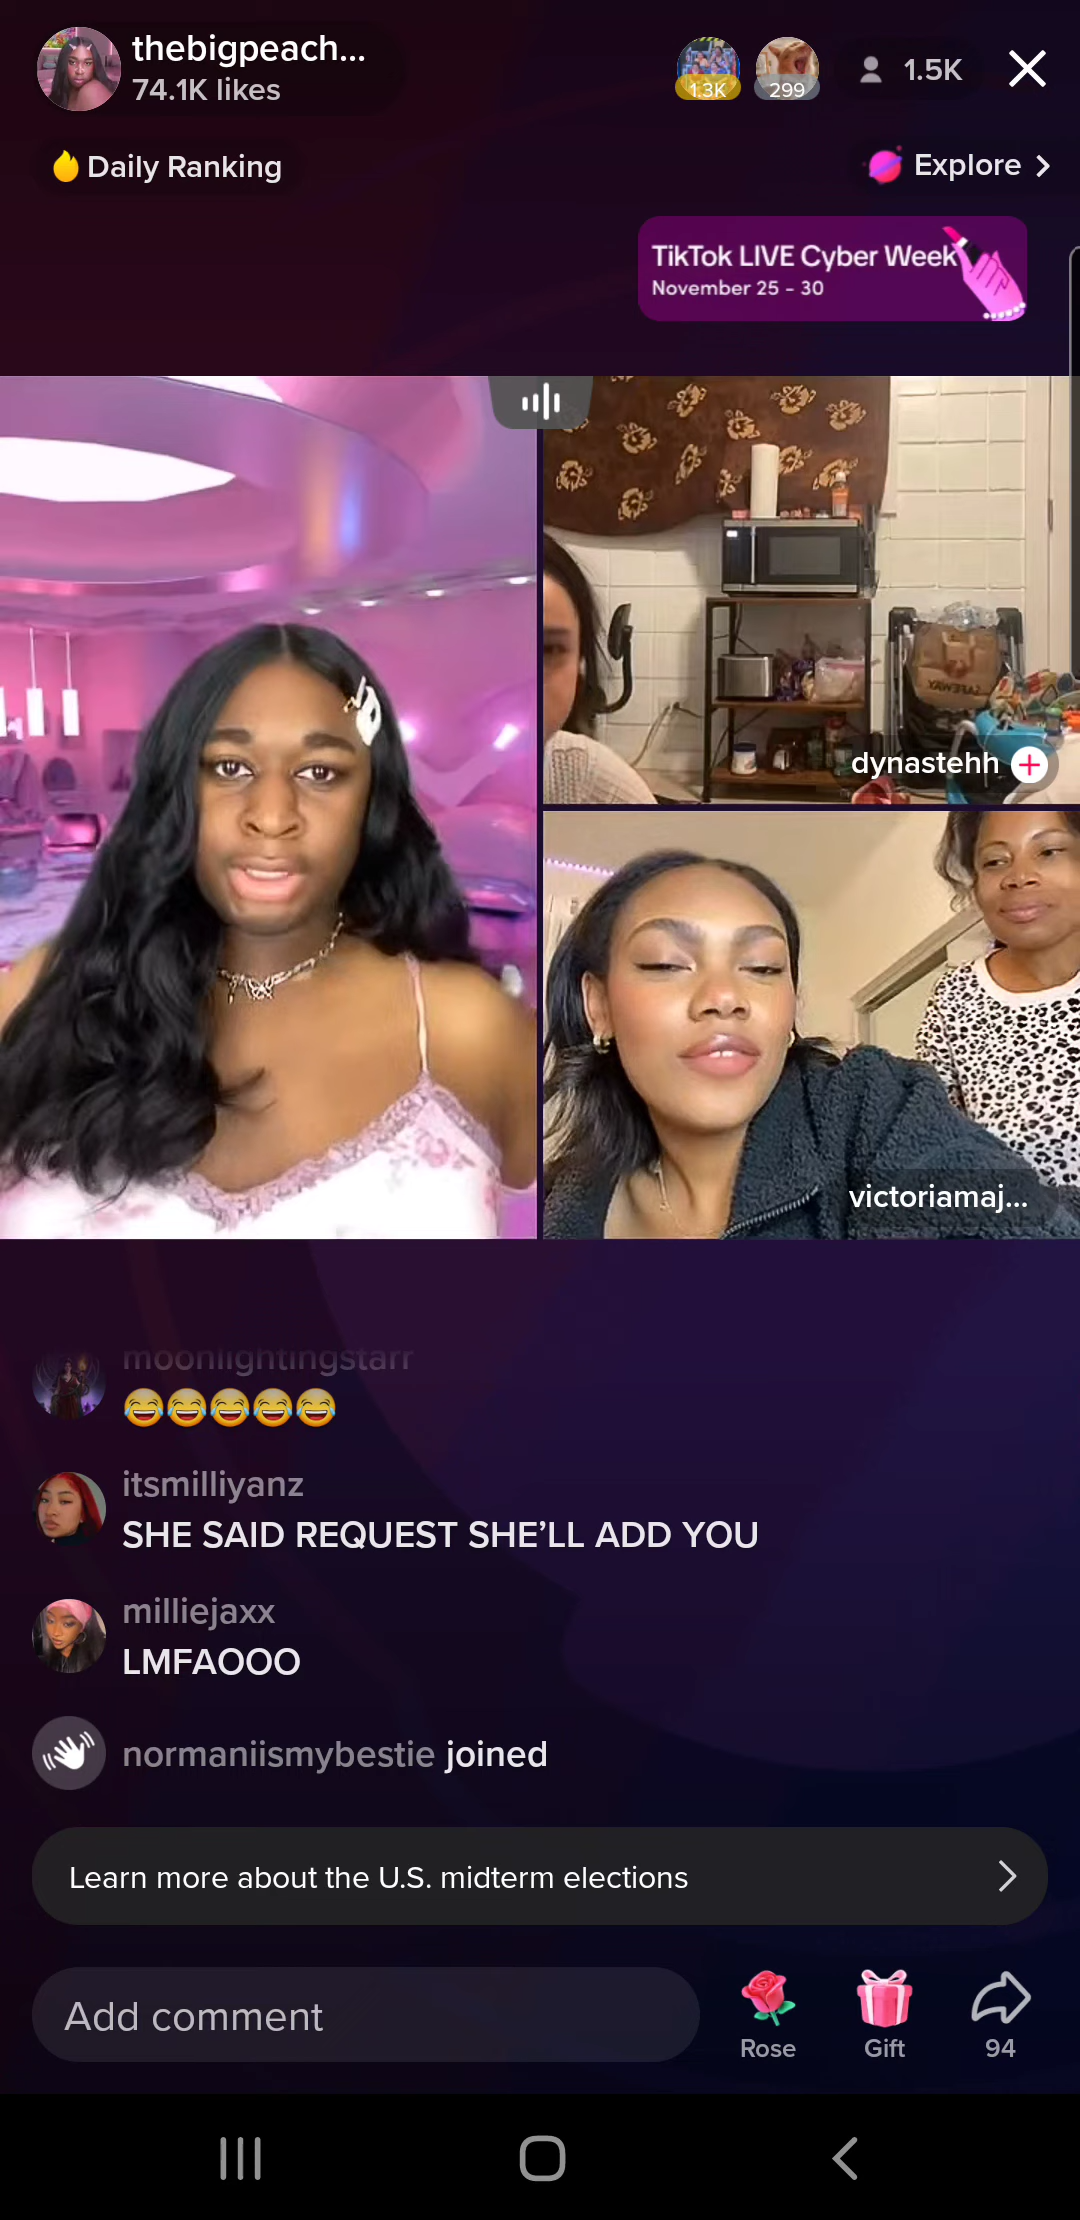 thebigpeach...
74.1K likes
1.3K
299
1.5K
Daily Ranking
Explore
TikTok LIVE Cyber Week
November 25 - 30
SAFEWAY
dynastehh
victoriamaj...
moonlightingstarr
😂😂😂😂😂
itsmilliyanz
SHE SAID REQUEST SHE’LL ADD YOU
milliejaxx
LMFAOOO
normaniismybestie joined
Learn more about the U.S. midterm elections
Add comment
Rose
Gift
94